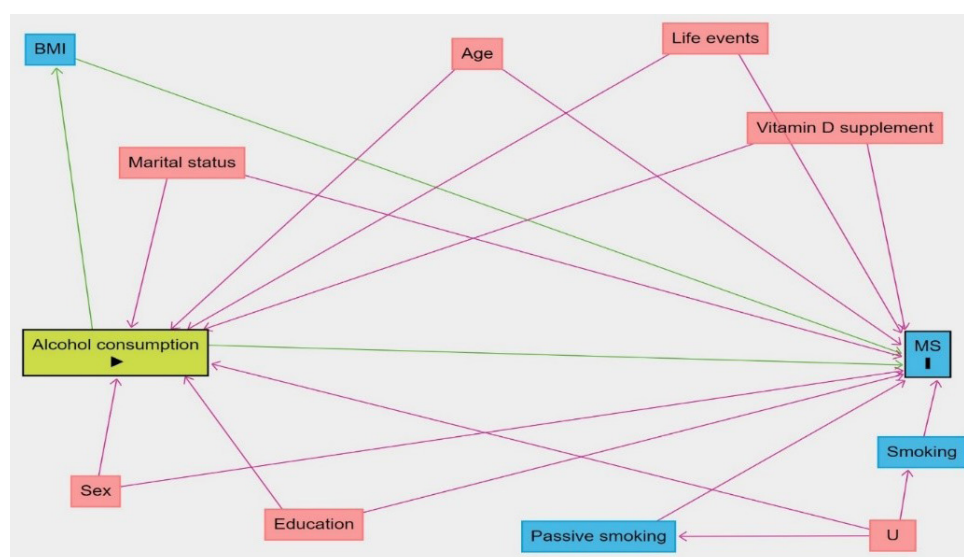 BMI
Age
Life events
Vitamin D supplement
Marital status
Alcohol consumption
MS
Smoking
Sex
Education
Passive smoking
U